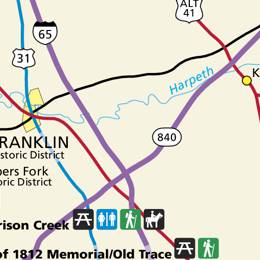 ALT
41
65
31
K
Harpeth
840
FRANKLIN
storic District
pers Fork
oric District
rison Creek
of 1812 Memorial/Old Trace